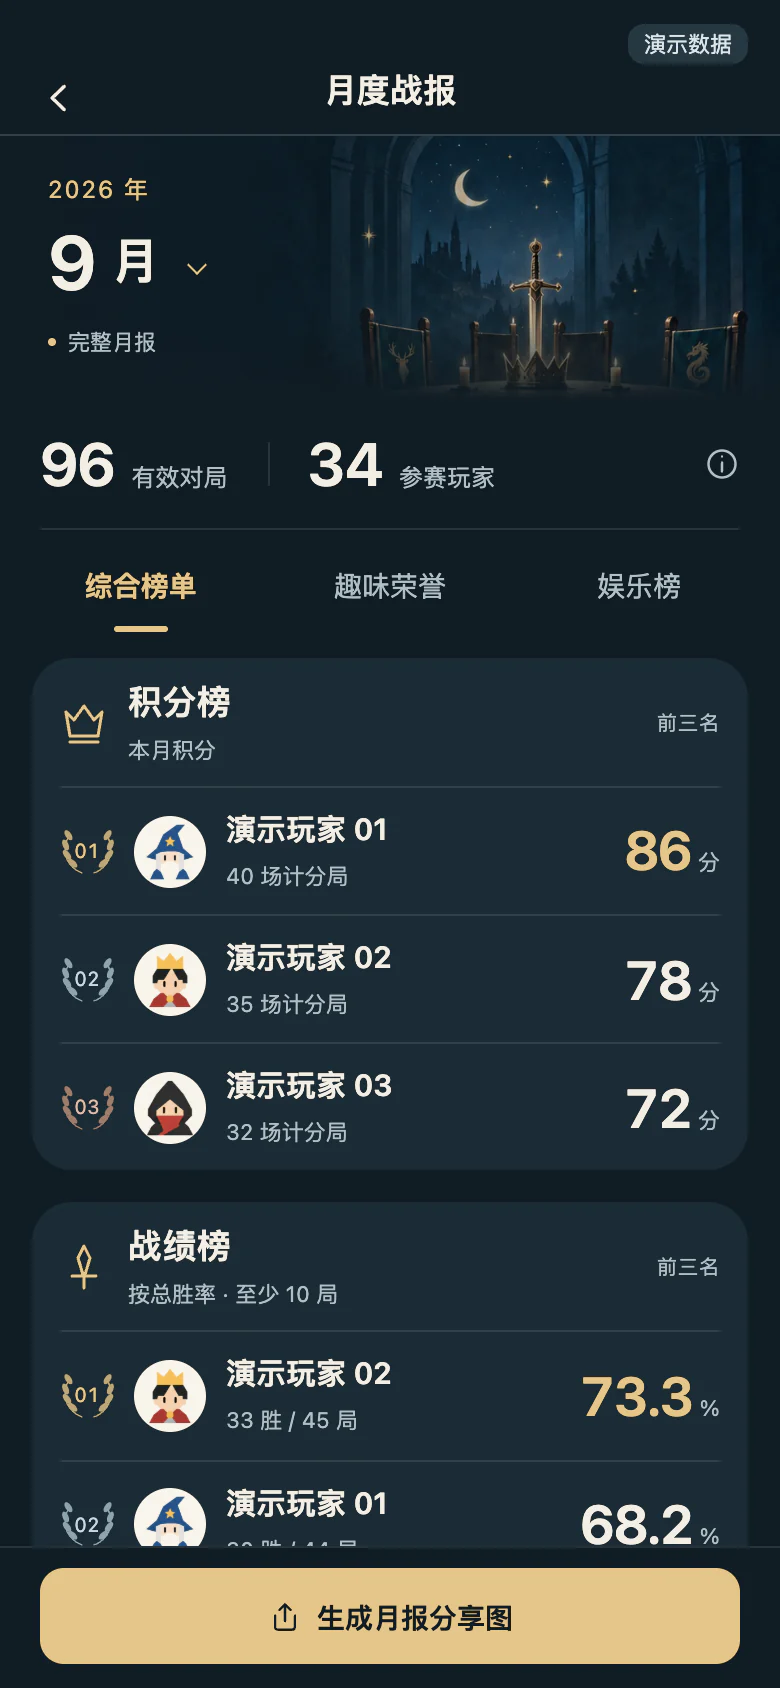 演示数据
月度战报
2026 年
9 月
完整月报
96 有效对局 34 参赛玩家
综合榜单 趣味荣誉 娱乐榜
积分榜
前三名
本月积分
01 演示玩家 01
40 场计分局
86 分
02 演示玩家 02
35 场计分局
78 分
03 演示玩家 03
32 场计分局
72 分
战绩榜
前三名
按总胜率 · 至少 10 局
01 演示玩家 02
33 胜 / 45 局
73.3 %
02 演示玩家 01
68.2 %
生成月报分享图